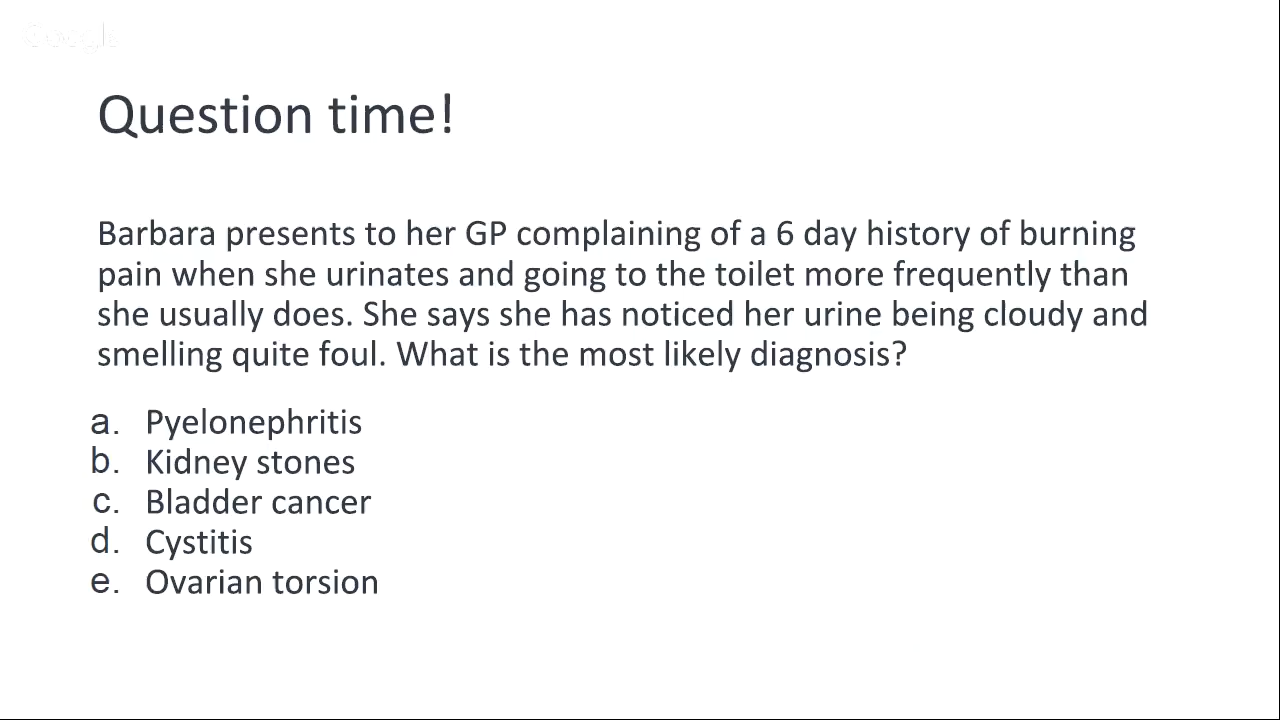 Question time!
Barbara presents to her GP complaining of a 6 day history of burning
pain when she urinates and going to the toilet more frequently than
she usually does. She says she has noticed her urine being cloudy and
smelling quite foul. What is the most likely diagnosis?
a. Pyelonephritis
b. Kidney stones
c. Bladder cancer
d. Cystitis
e. Ovarian torsion